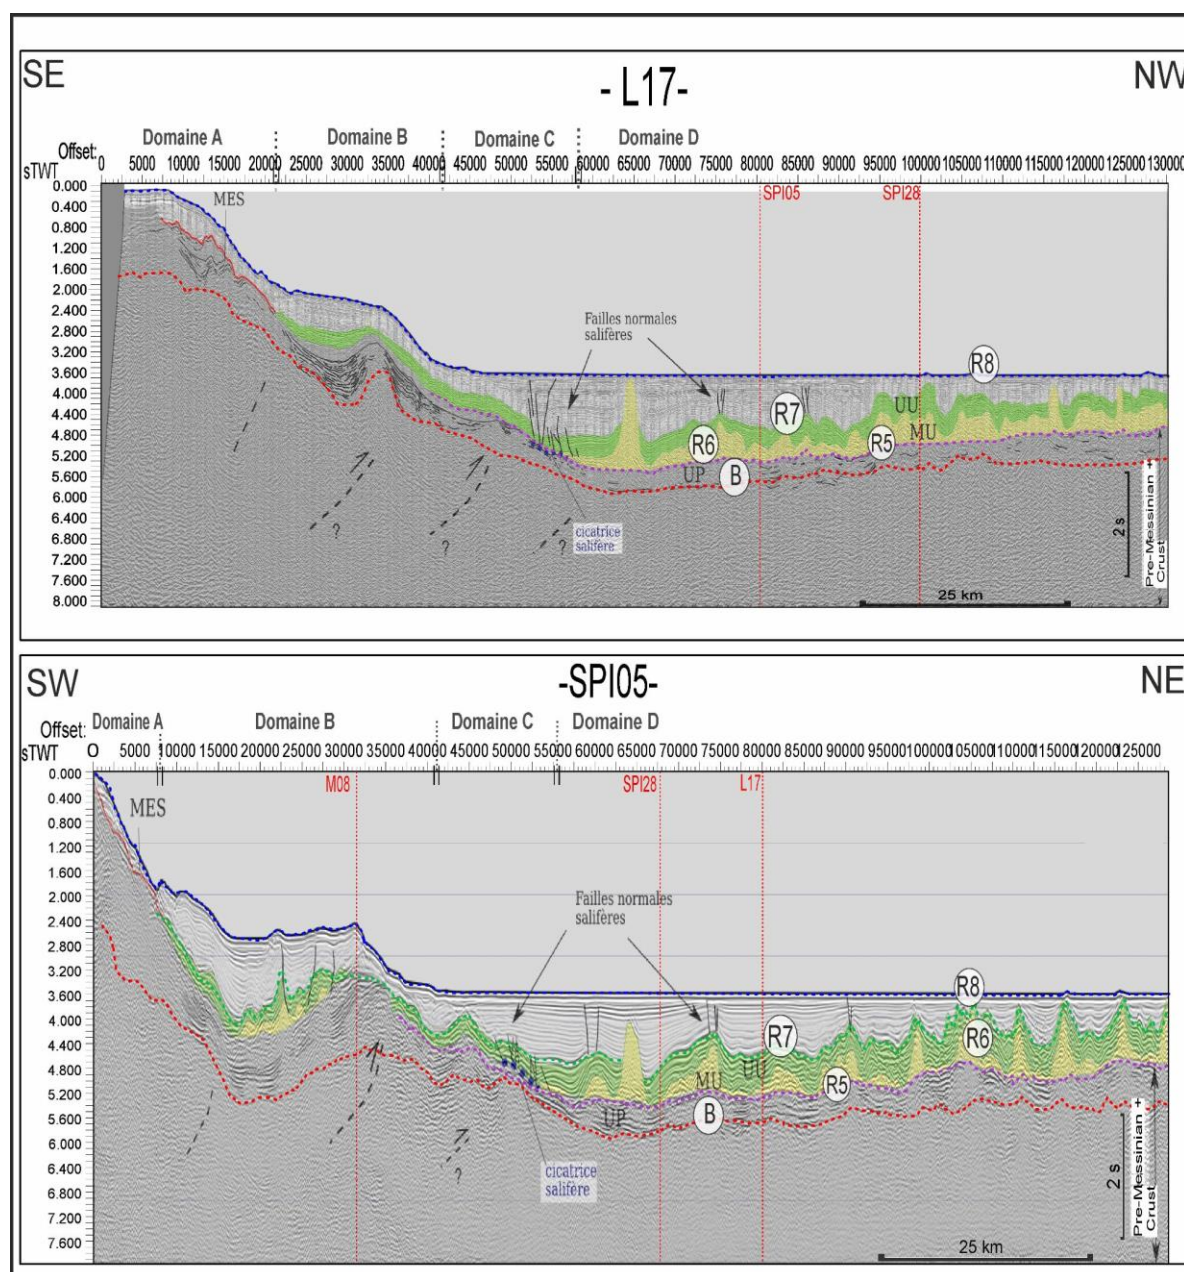 SE
- L17-
NW
Domaine A Domaine B Domaine C Domaine D
Offset:
0 5000 10000 15000 20000 25000 30000 35000 40000 45000 50000 55000 60000 65000 70000 75000 80000 85000 90000 95000 100000 105000 110000 115000 120000 125000 130000
sTWT
0.000
0.400
0.800
1.200
1.600
2.000
2.400
2.800
3.200
3.600
4.000
4.400
4.800
5.200
5.600
6.000
6.400
6.800
7.200
7.600
8.000
MES
SPI05
SPI28
Failles normales
salifères
R8
R7
UU
R6
MU
R5
UP
B
?
?
?
cicatrice
salifère
2 s
Pre-Messinian +
Crust
25 km
SW
-SPI05-
NE
Domaine A Domaine B Domaine C Domaine D
Offset:
0 5000 10000 15000 20000 25000 30000 35000 40000 45000 50000 55000 60000 65000 70000 75000 80000 85000 90000 95000 100000 105000 110000 115000 120000 125000
sTWT
0.000
0.400
0.800
1.200
1.600
2.000
2.400
2.800
3.200
3.600
4.000
4.400
4.800
5.200
5.600
6.000
6.400
6.800
7.200
7.600
MES
M08
SPI28
L17
Failles normales
salifères
R8
R7
R6
UU
MU
R5
UP
B
?
cicatrice
salifère
2 s
Pre-Messinian +
Crust
25 km